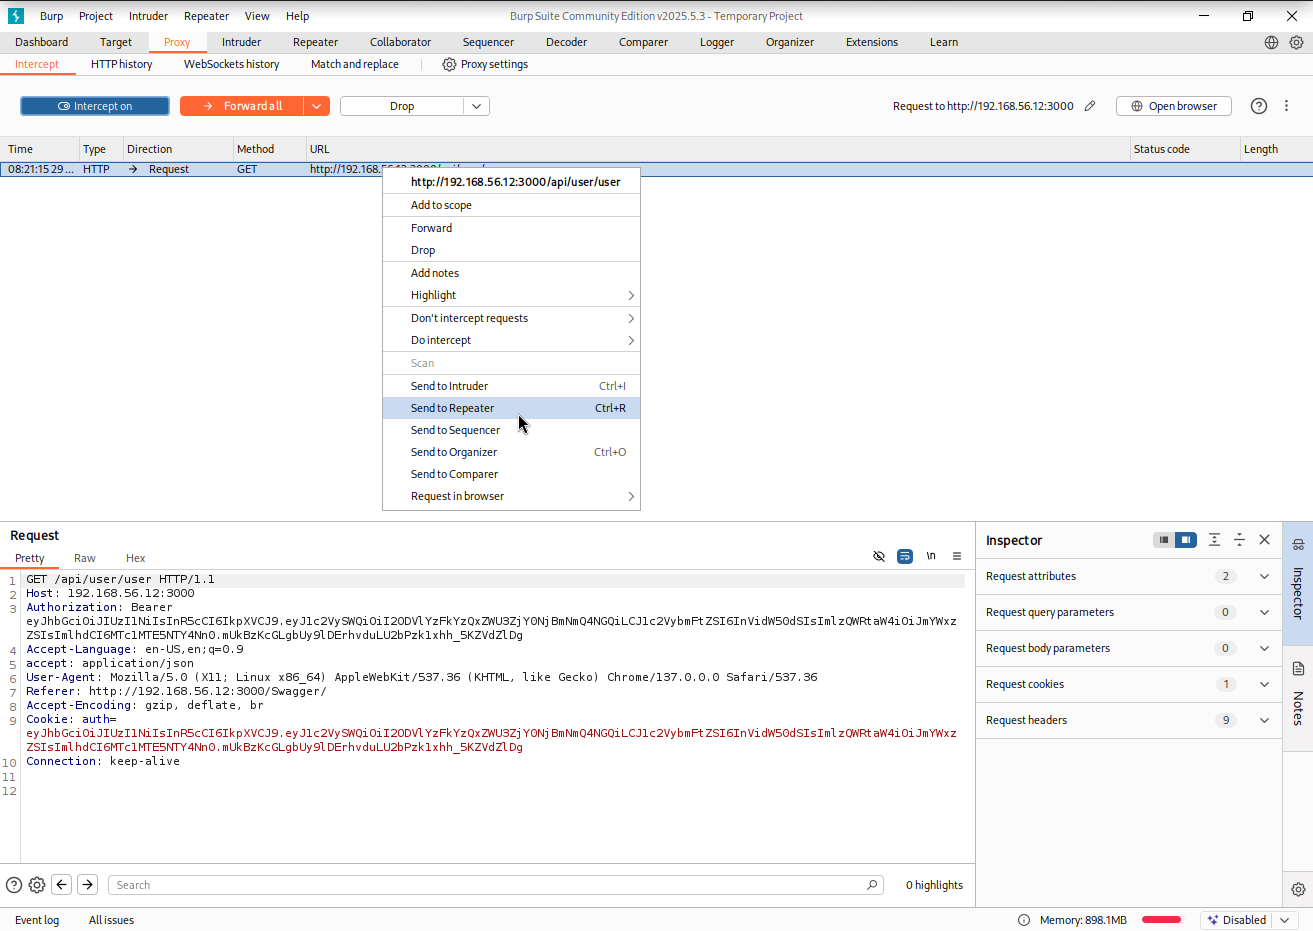 Burp Project Intruder Repeater View Help Burp Suite Community Edition v2025.5.3 - Temporary Project
Dashboard Target Proxy Intruder Repeater Collaborator Sequencer Decoder Comparer Logger Organizer Extensions Learn
Intercept HTTP history WebSockets history Match and replace Proxy settings
Intercept on Forward all Drop Request to http://192.168.56.12:3000 Open browser
Time Type Direction Method URL Status code Length
08:21:15 29 ... HTTP Request GET http://192.168.56.12:3000/api/user/user
http://192.168.56.12:3000/api/user/user
Add to scope
Forward
Drop
Add notes
Highlight
Don't intercept requests
Do intercept
Scan
Send to Intruder Ctrl+I
Send to Repeater Ctrl+R
Send to Sequencer
Send to Organizer Ctrl+O
Send to Comparer
Request in browser
Request
Pretty Raw Hex \n
1 GET /api/user/user HTTP/1.1
2 Host: 192.168.56.12:3000
3 Authorization: Bearer
eyJhbGciOiJIUzI1NiIsInR5cCI6IkpXVCJ9.eyJ1c2VySWQiOiI2ODVlYzFkYzQxZWU3ZjY0NjBmNmQ4NGQiLCJ1c2VybmFtZSI6InVidW50dSIsImlzQWRtaW4iOiJmYWxz
ZSIsImlhdCI6MTc1MTE5NTY4Nn0.mUkBzKcGLgbUy9lDErhvduLU2bPzk1xhh_5KZVdZlDg
4 Accept-Language: en-US,en;q=0.9
5 accept: application/json
6 User-Agent: Mozilla/5.0 (X11; Linux x86_64) AppleWebKit/537.36 (KHTML, like Gecko) Chrome/137.0.0.0 Safari/537.36
7 Referer: http://192.168.56.12:3000/Swagger/
8 Accept-Encoding: gzip, deflate, br
9 Cookie: auth=
eyJhbGciOiJIUzI1NiIsInR5cCI6IkpXVCJ9.eyJ1c2VySWQiOiI2ODVlYzFkYzQxZWU3ZjY0NjBmNmQ4NGQiLCJ1c2VybmFtZSI6InVidW50dSIsImlzQWRtaW4iOiJmYWxz
ZSIsImlhdCI6MTc1MTE5NTY4Nn0.mUkBzKcGLgbUy9lDErhvduLU2bPzk1xhh_5KZVdZlDg
10 Connection: keep-alive
11
12
Inspector
Request attributes 2
Request query parameters 0
Request body parameters 0
Request cookies 1
Request headers 9
Inspector
Notes
Search 0 highlights
Event log All issues Memory: 898.1MB Disabled